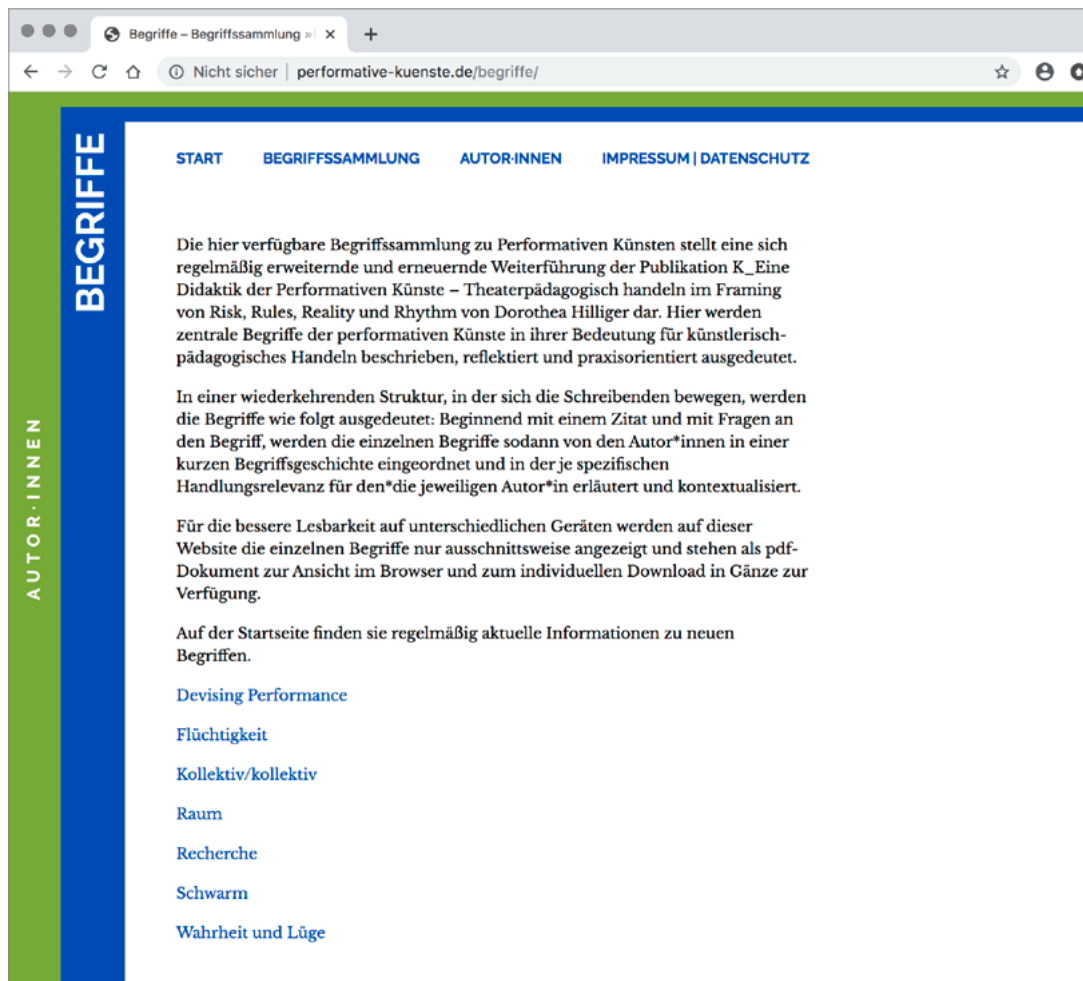 Begriffe – Begriffssammlung »
Nicht sicher | performative-kuenste.de/begriffe/
AUTOR·INNEN
BEGRIFFE
START BEGRIFFSSAMMLUNG AUTOR·INNEN IMPRESSUM | DATENSCHUTZ
Die hier verfügbare Begriffssammlung zu Performativen Künsten stellt eine sich
regelmäßig erweiternde und erneuernde Weiterführung der Publikation K_Eine
Didaktik der Performativen Künste – Theaterpädagogisch handeln im Framing
von Risk, Rules, Reality und Rhythm von Dorothea Hilliger dar. Hier werden
zentrale Begriffe der performativen Künste in ihrer Bedeutung für künstlerisch-
pädagogisches Handeln beschrieben, reflektiert und praxisorientiert ausgedeutet.
In einer wiederkehrenden Struktur, in der sich die Schreibenden bewegen, werden
die Begriffe wie folgt ausgedeutet: Beginnend mit einem Zitat und mit Fragen an
den Begriff, werden die einzelnen Begriffe sodann von den Autor*innen in einer
kurzen Begriffsgeschichte eingeordnet und in der je spezifischen
Handlungsrelevanz für den*die jeweiligen Autor*in erläutert und kontextualisiert.
Für die bessere Lesbarkeit auf unterschiedlichen Geräten werden auf dieser
Website die einzelnen Begriffe nur ausschnittsweise angezeigt und stehen als pdf-
Dokument zur Ansicht im Browser und zum individuellen Download in Gänze zur
Verfügung.
Auf der Startseite finden sie regelmäßig aktuelle Informationen zu neuen
Begriffen.
Devising Performance
Flüchtigkeit
Kollektiv/kollektiv
Raum
Recherche
Schwarm
Wahrheit und Lüge